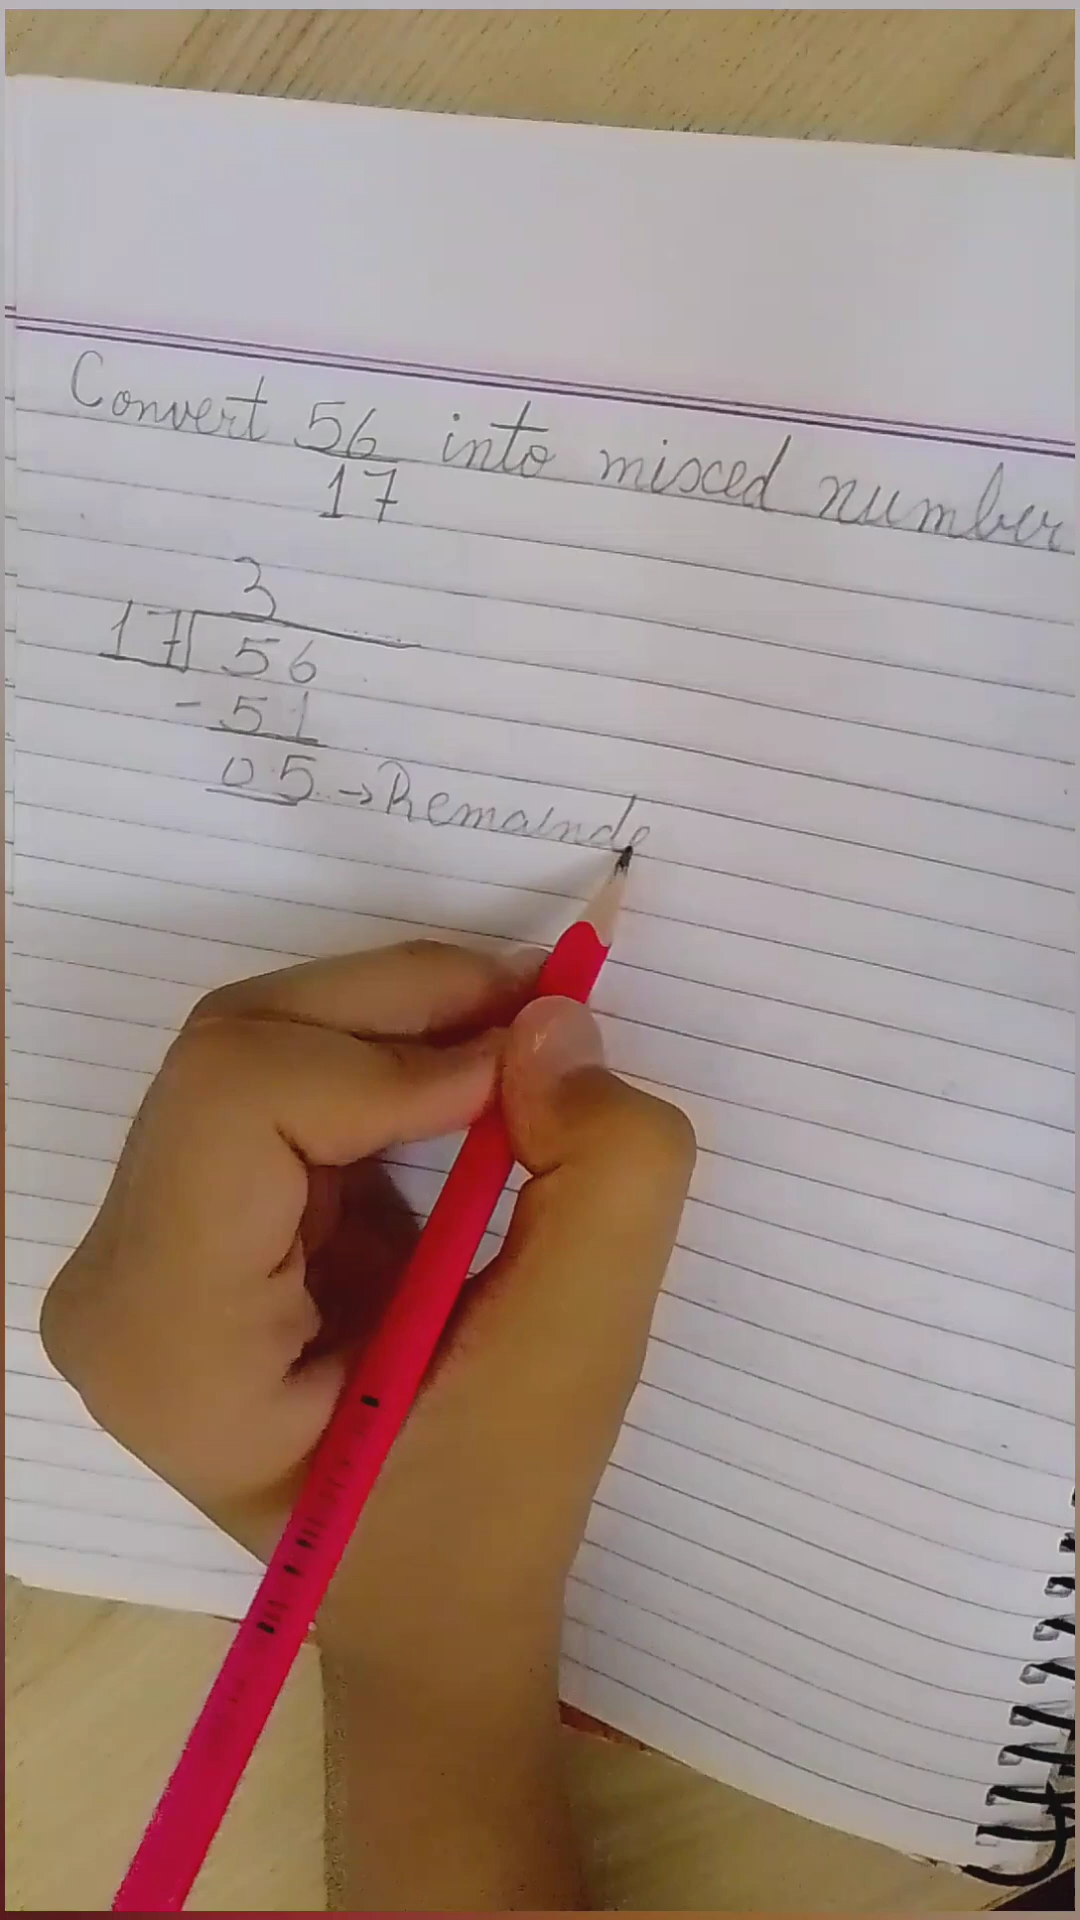 Convert 56 into mixed number
17
3
17 56
- 51
05 → Remainde